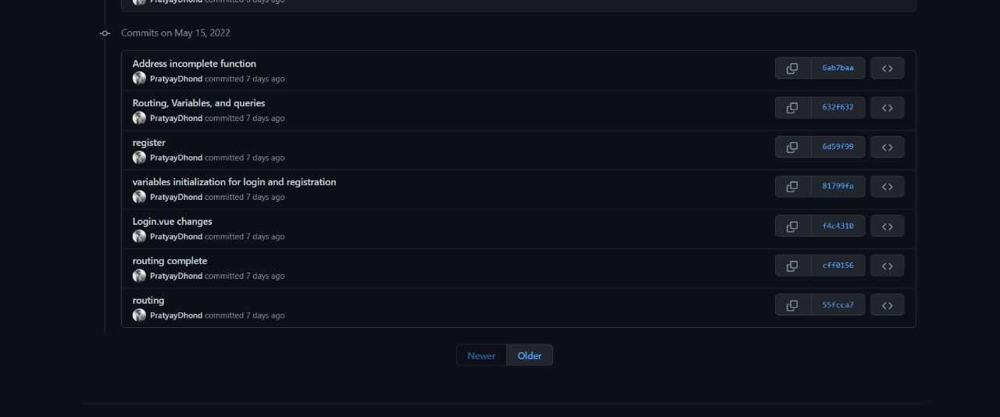 PratyayDhond committed 6 days ago
Commits on May 15, 2022
Address incomplete function
PratyayDhond committed 7 days ago
6ab7baa
Routing, Variables, and queries
PratyayDhond committed 7 days ago
632f632
register
PratyayDhond committed 7 days ago
6d59f99
variables initialization for login and registration
PratyayDhond committed 7 days ago
81799fa
Login.vue changes
PratyayDhond committed 7 days ago
f4c4310
routing complete
PratyayDhond committed 7 days ago
cff0156
routing
PratyayDhond committed 7 days ago
55fcca7
Newer Older